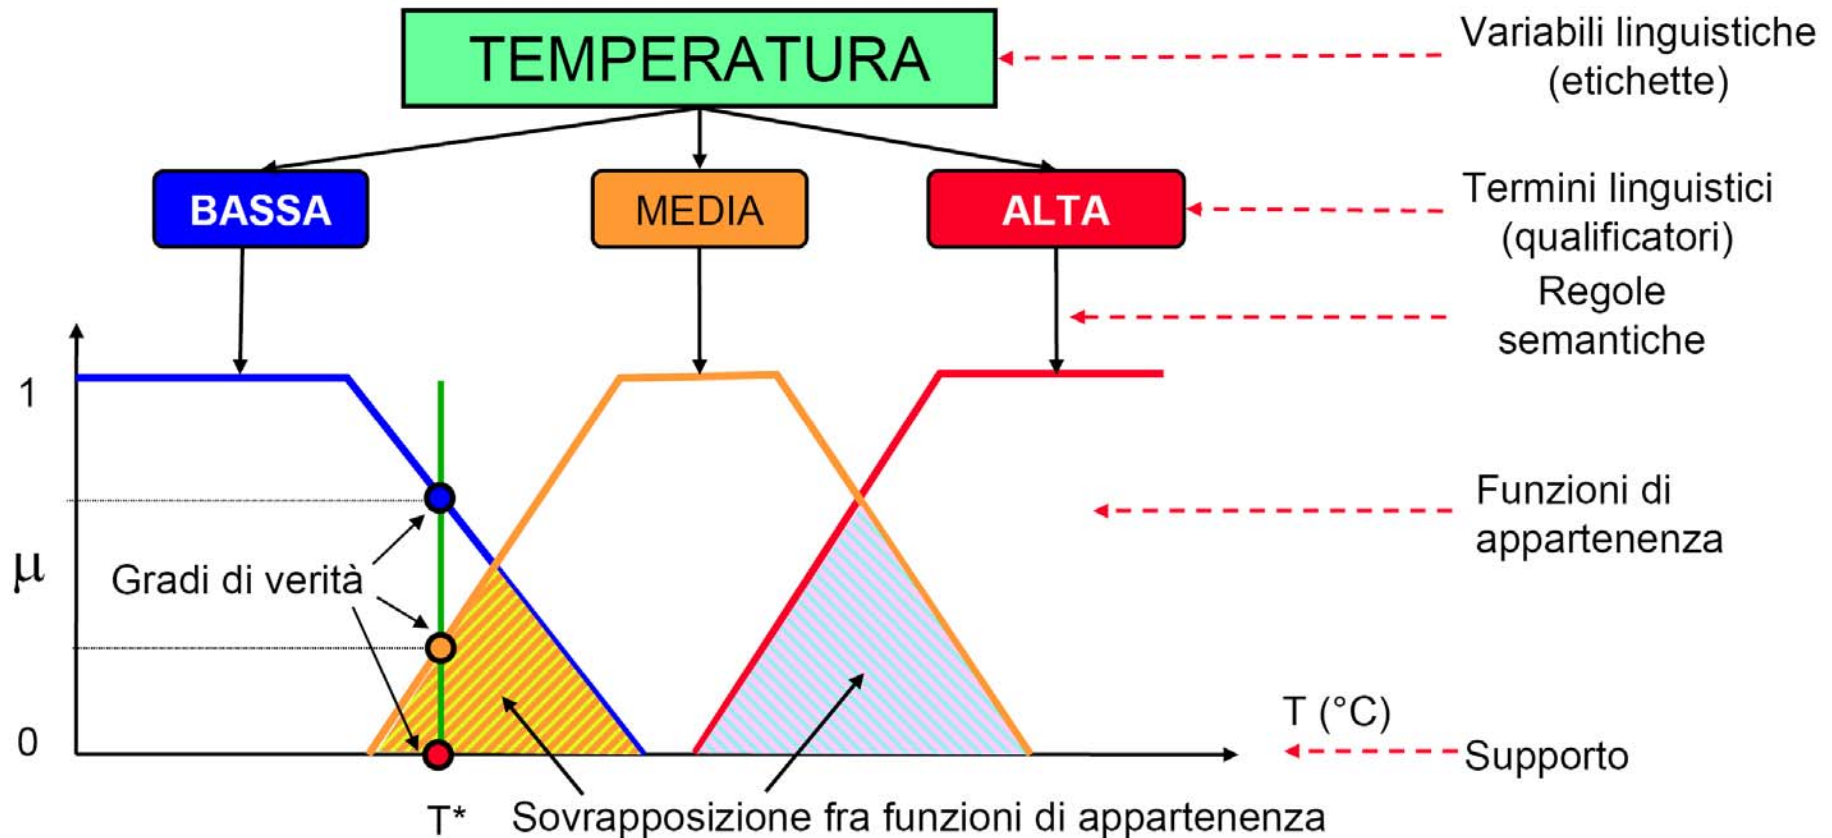 TEMPERATURA
Variabili linguistiche
(etichette)
BASSA
MEDIA
ALTA
Termini linguistici
(qualificatori)
Regole
semantiche
1
Funzioni di
appartenenza
μ
Gradi di verità
0
T (°C)
Supporto
T*
Sovrapposizione fra funzioni di appartenenza